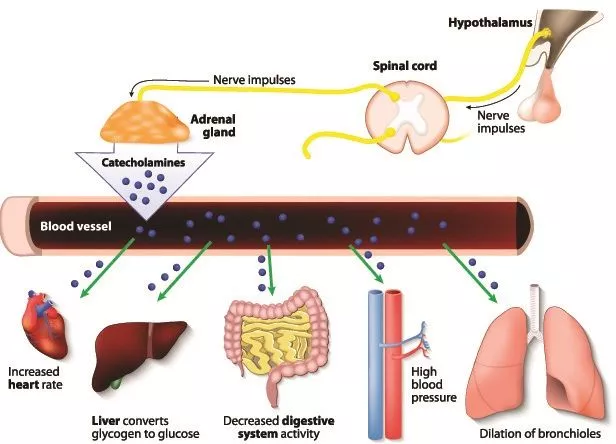 Hypothalamus
Spinal cord
Nerve impulses
Nerve
impulses
Adrenal
gland
Catecholamines
Blood vessel
Increased
heart rate
Liver converts
glycogen to glucose
Decreased digestive
system activity
High
blood
pressure
Dilation of bronchioles